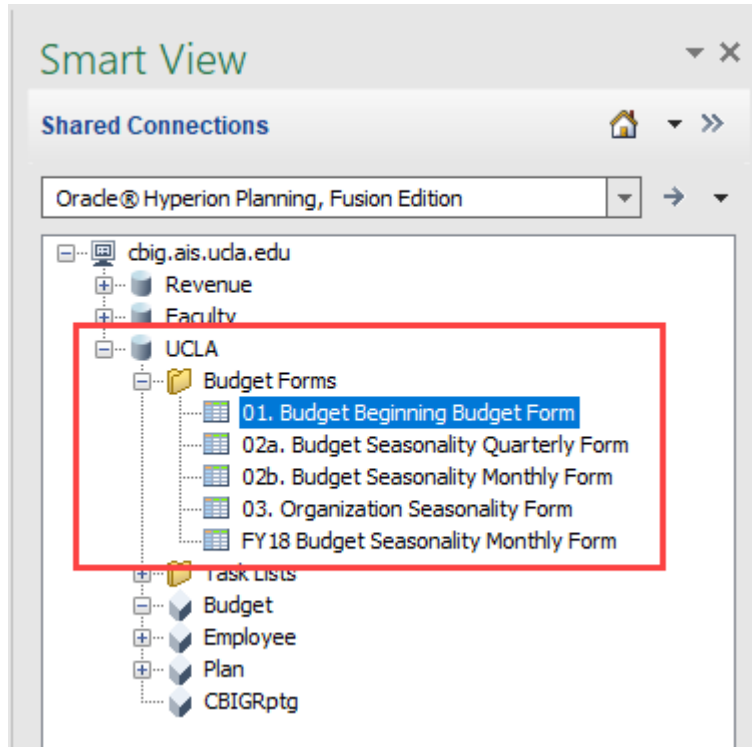 Smart View
Shared Connections
Oracle® Hyperion Planning, Fusion Edition
cbig.ais.ucla.edu
Revenue
Faculty
UCLA
Budget Forms
01. Budget Beginning Budget Form
02a. Budget Seasonality Quarterly Form
02b. Budget Seasonality Monthly Form
03. Organization Seasonality Form
FY18 Budget Seasonality Monthly Form
Task Lists
Budget
Employee
Plan
CBIGRptg